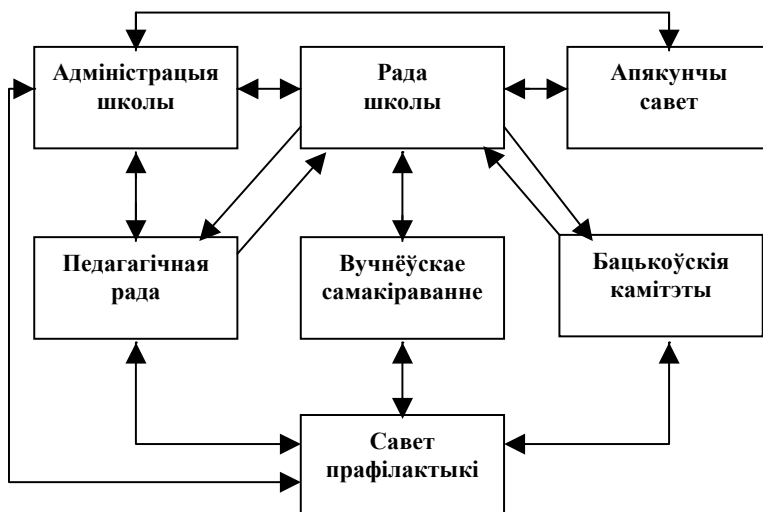 Адміністрацыя
школы
Рада
школы
Апякунчы
савет
Педагагічная
рада
Вучнёўскае
самакіраванне
Бацькоўскія
камітэты
Савет
прафілактыкі